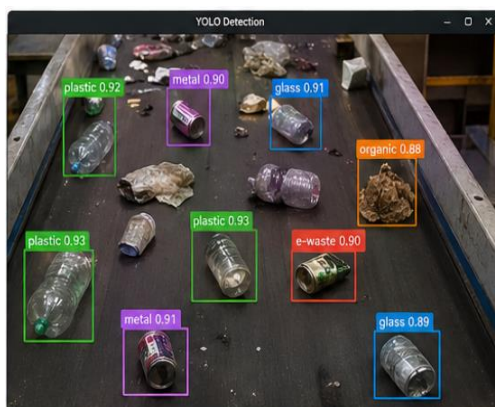 YOLO Detection
plastic 0.92
metal 0.90
glass 0.91
organic 0.88
plastic 0.93
plastic 0.93
e-waste 0.90
metal 0.91
glass 0.89